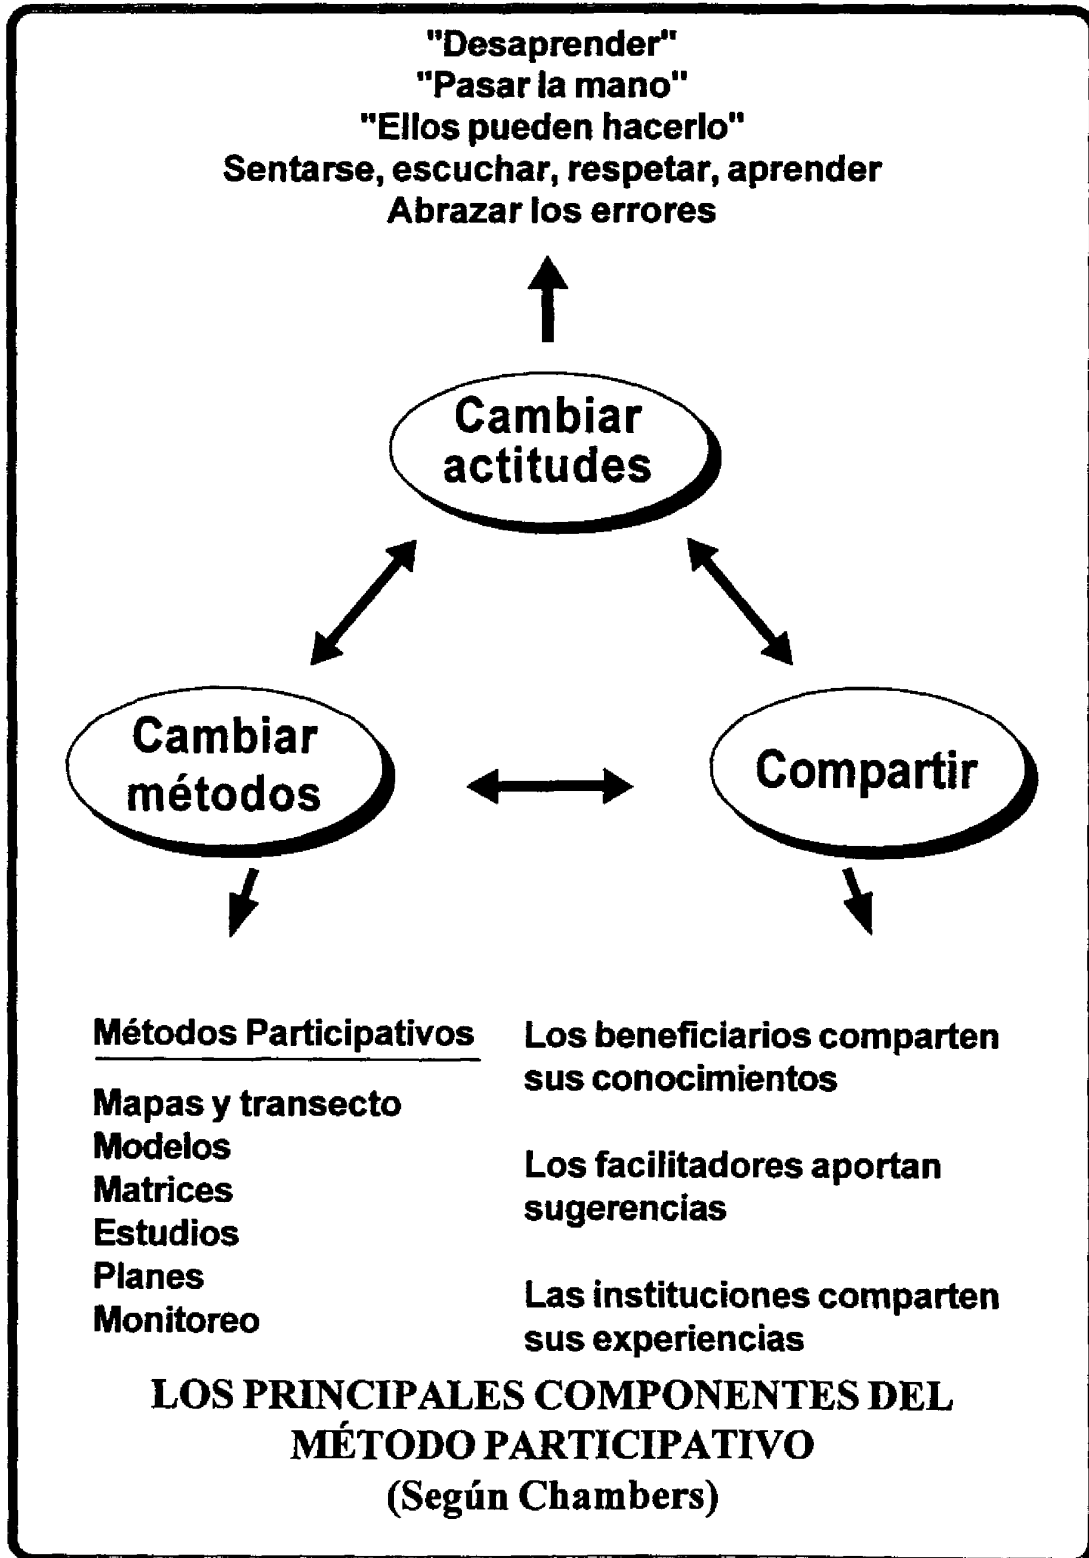 "Desaprender"
"Pasar la mano"
"Ellos pueden hacerlo"
Sentarse, escuchar, respetar, aprender
Abrazar los errores
Cambiar
actitudes
Cambiar
métodos
Compartir
Métodos Participativos
Mapas y transecto
Modelos
Matrices
Estudios
Planes
Monitoreo
Los beneficiarios comparten
sus conocimientos
Los facilitadores aportan
sugerencias
Las instituciones comparten
sus experiencias
LOS PRINCIPALES COMPONENTES DEL
MÉTODO PARTICIPATIVO
(Según Chambers)